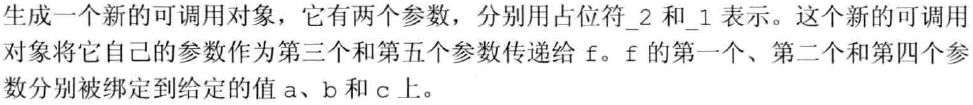 生成一个新的可调用对象，它有两个参数，分别用占位符_2 和_1 表示。这个新的可调用
对象将它自己的参数作为第三个和第五个参数传递给 f。f 的第一个、第二个和第四个参
数分别被绑定到给定的值 a、b 和 c 上。